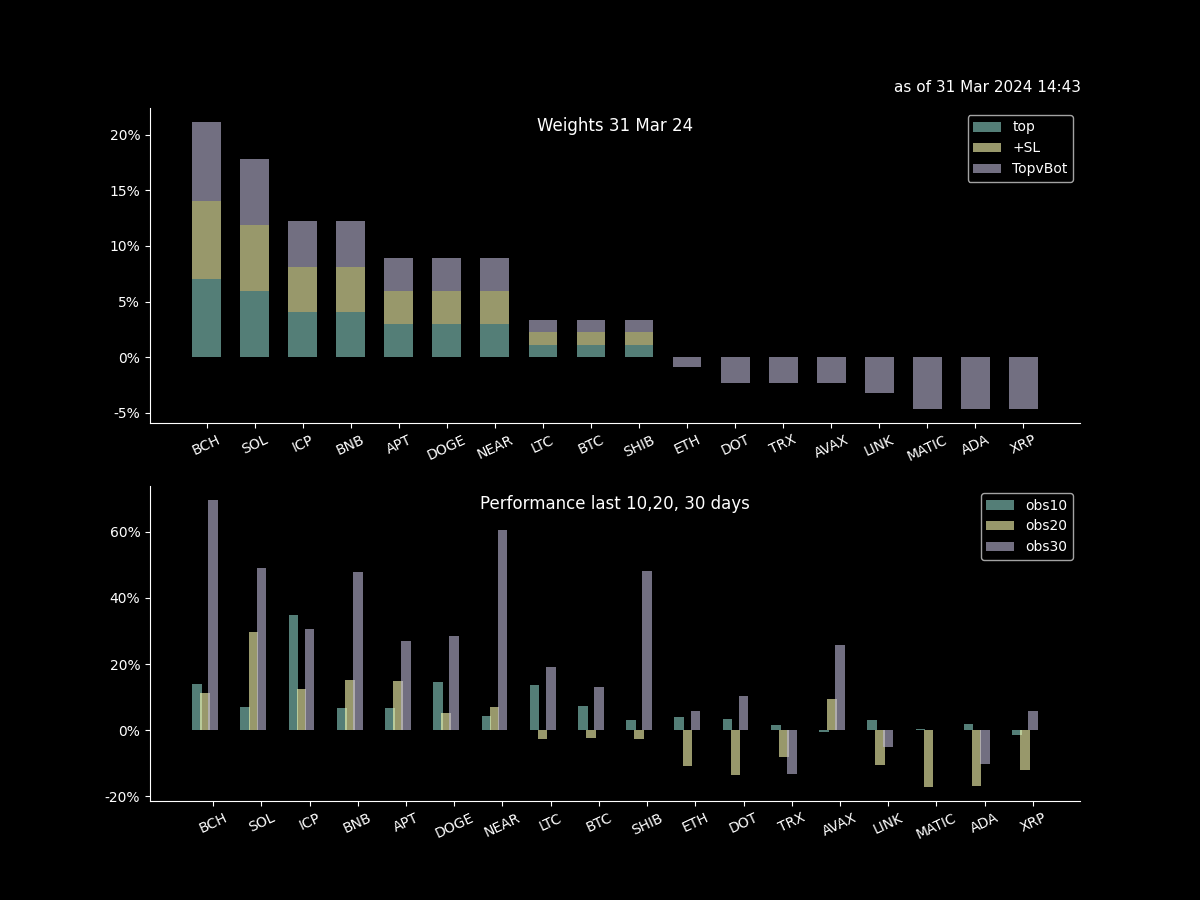 as of 31 Mar 2024 14:43
Weights 31 Mar 24
top
+SL
TopvBot
20%
15%
10%
5%
0%
-5%
BCH SOL ICP BNB APT DOGE NEAR LTC BTC SHIB ETH DOT TRX AVAX LINK MATIC ADA XRP
Performance last 10,20, 30 days
obs10
obs20
obs30
60%
40%
20%
0%
-20%
BCH SOL ICP BNB APT DOGE NEAR LTC BTC SHIB ETH DOT TRX AVAX LINK MATIC ADA XRP